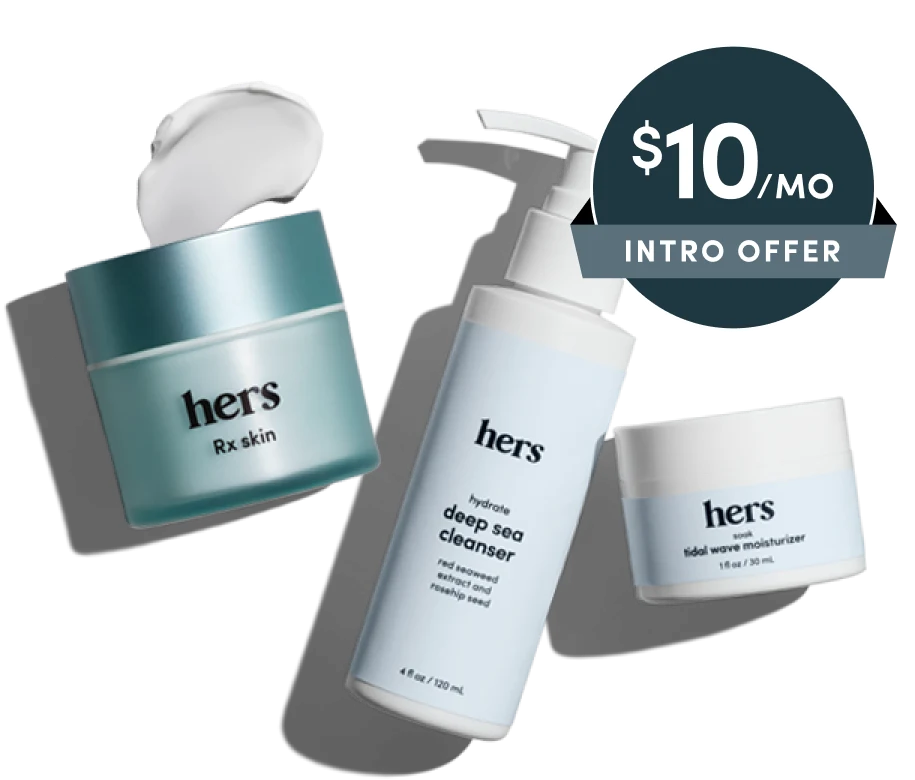 $10/MO
INTRO OFFER
hers
Rx skin
hers
hydrate
deep sea
cleanser
red seaweed
extract and
rosehip seed
4 fl oz / 120 mL
hers
soak
tidal wave moisturizer
1 fl oz / 30 mL